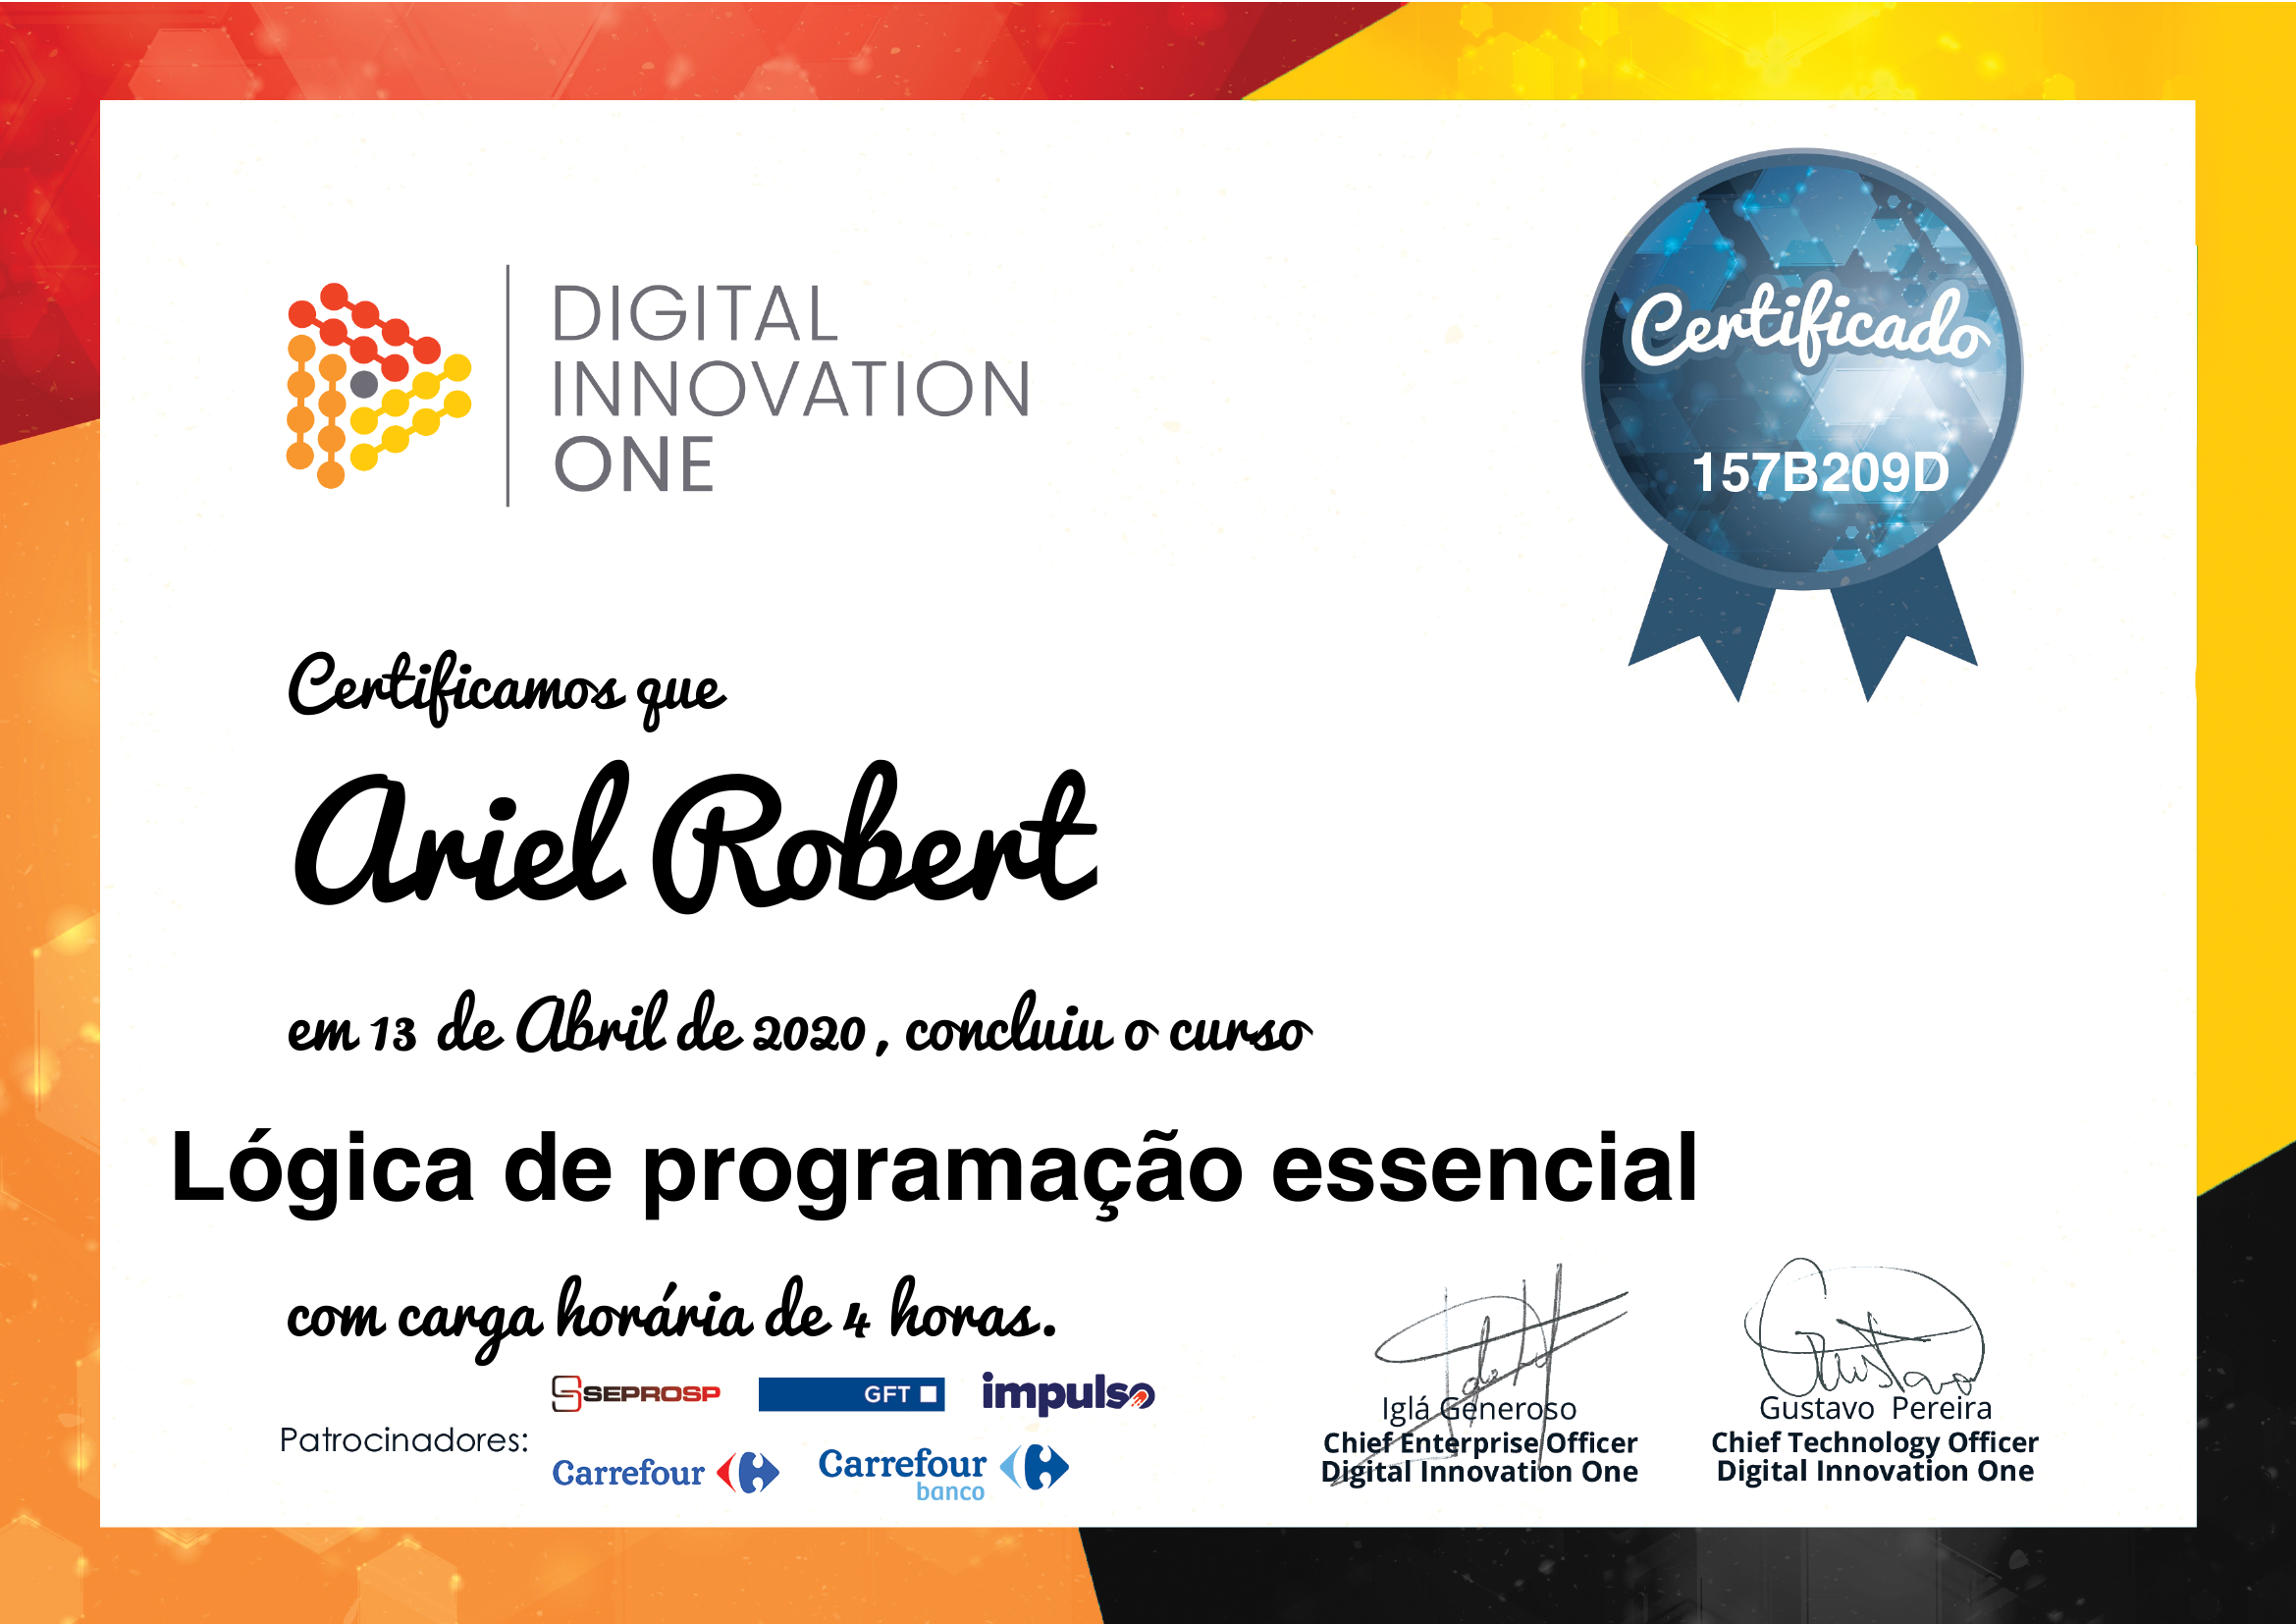 DIGITAL
INNOVATION
ONE
Certificado
157B209D
Certificamos que
Ariel Robert
em 13 de Abril de 2020 , concluiu o curso
Lógica de programação essencial
com carga horária de 4 horas.
Patrocinadores:
SEPROSP
GFT
impulso
Carrefour
Carrefour
banco
Iglá Generoso
Chief Enterprise Officer
Digital Innovation One
Gustavo Pereira
Chief Technology Officer
Digital Innovation One